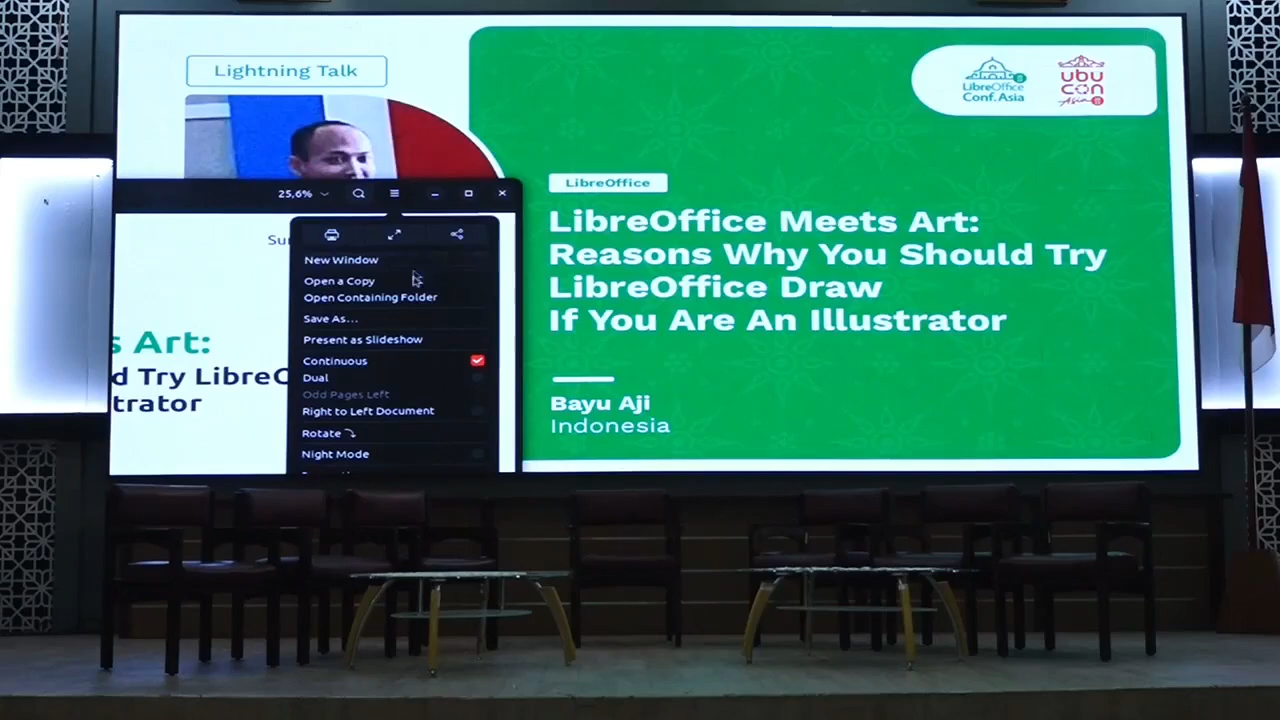 Lightning Talk
LibreOffice
Conf. Asia
ubu
con
Asia
LibreOffice
LibreOffice Meets Art:
Reasons Why You Should Try
LibreOffice Draw
If You Are An Illustrator
Bayu Aji
Indonesia
25,6%
New Window
Open a Copy
Open Containing Folder
Save As…
Present as Slideshow
Continuous
Dual
Odd Pages Left
Right to Left Document
Rotate
Night Mode
s Art:
d Try LibreO
trator